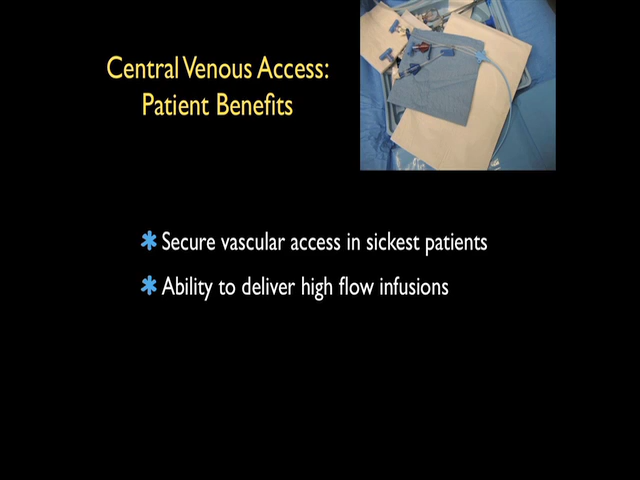 Central Venous Access:
Patient Benefits
Secure vascular access in sickest patients
Ability to deliver high flow infusions